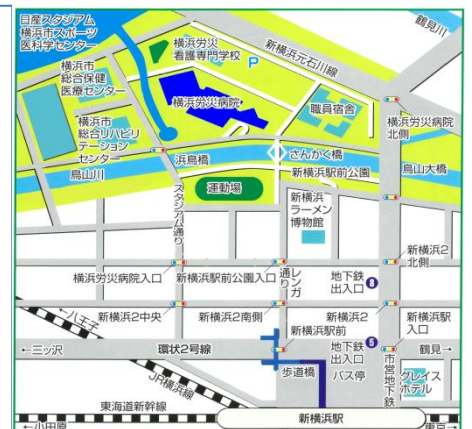 日産スタジアム
横浜市スポーツ
医科学センター
鶴見川
新横浜元石川線
横浜労災
看護専門学校
P
横浜市
総合保健
医療センター
横浜労災病院
職員宿舎
横浜労災病院
北側
横浜市
総合リハビリ
テーション
センター
浜鳥橋
さんかく橋
鳥山川
新横浜駅前公園
鳥山大橋
運動場
スタジアム通り
新横浜
ラーメン
博物館
横浜労災病院入口
新横浜駅前公園入口
レンガ
通り
地下鉄
出入口
8
新横浜2
北側
←八王子
新横浜2中央
新横浜2南側
新横浜2
新横浜駅
入口
新横浜駅前
←三ッ沢
環状2号線
地下鉄
出入口
5
鶴見→
歩道橋
バス停
市営地下鉄
グレイス
ホテル
JR横浜線
東海道新幹線
新横浜駅
←小田原
東京→